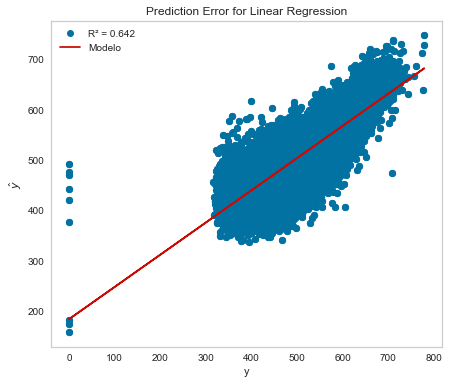 Prediction Error for Linear Regression
R² = 0.642
Modelo
700
600
500
400
300
200
ŷ
0 100 200 300 400 500 600 700 800
y